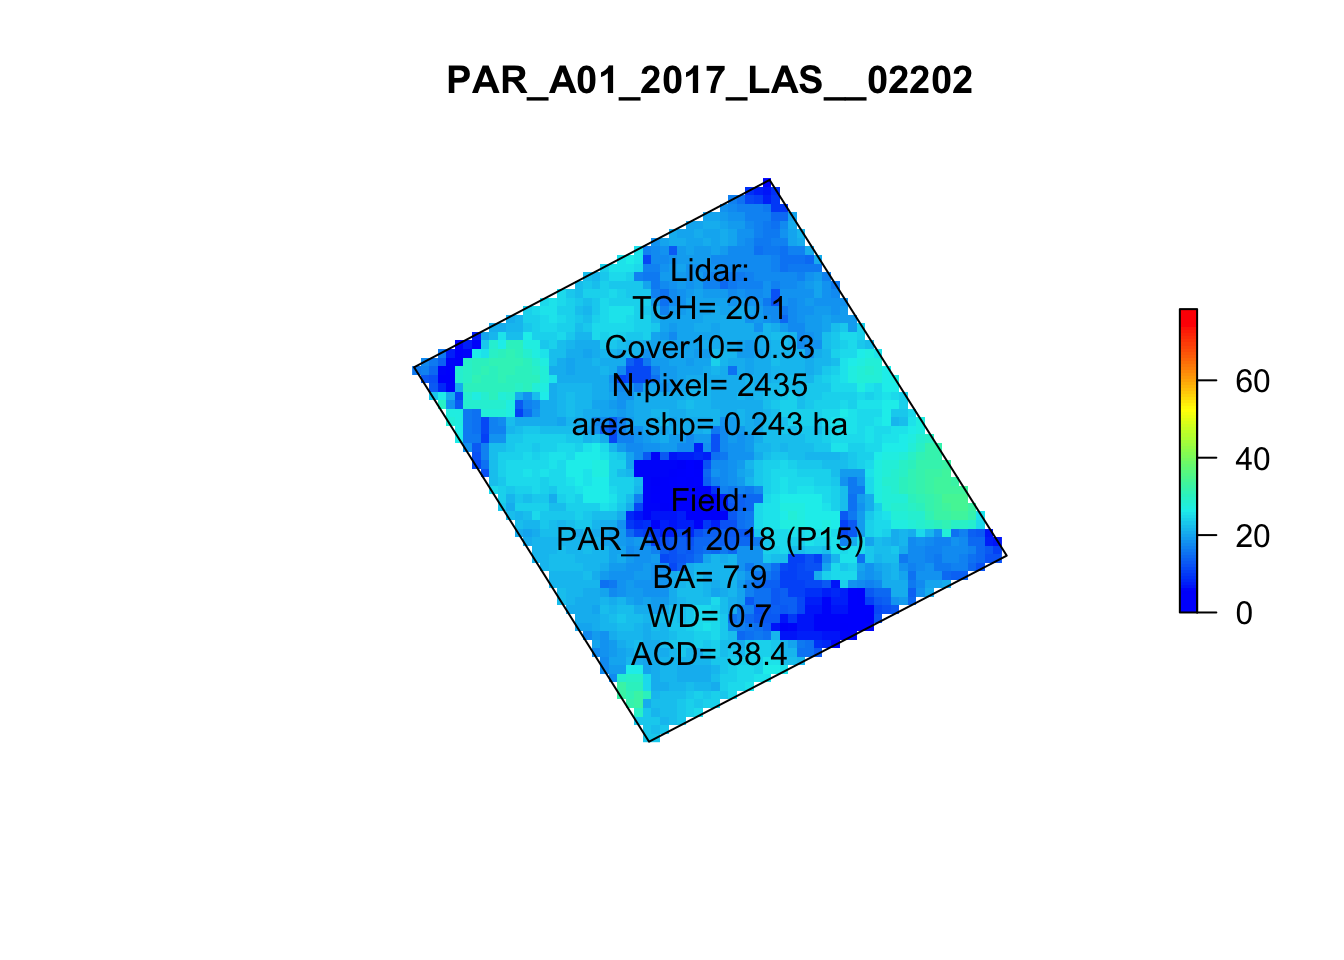 PAR_A01_2017_LAS__02202
Lidar:
TCH= 20.1
Cover10= 0.93
N.pixel= 2435
area.shp= 0.243 ha
Field:
PAR_A01 2018 (P15)
BA= 7.9
WD= 0.7
ACD= 38.4
60
40
20
0